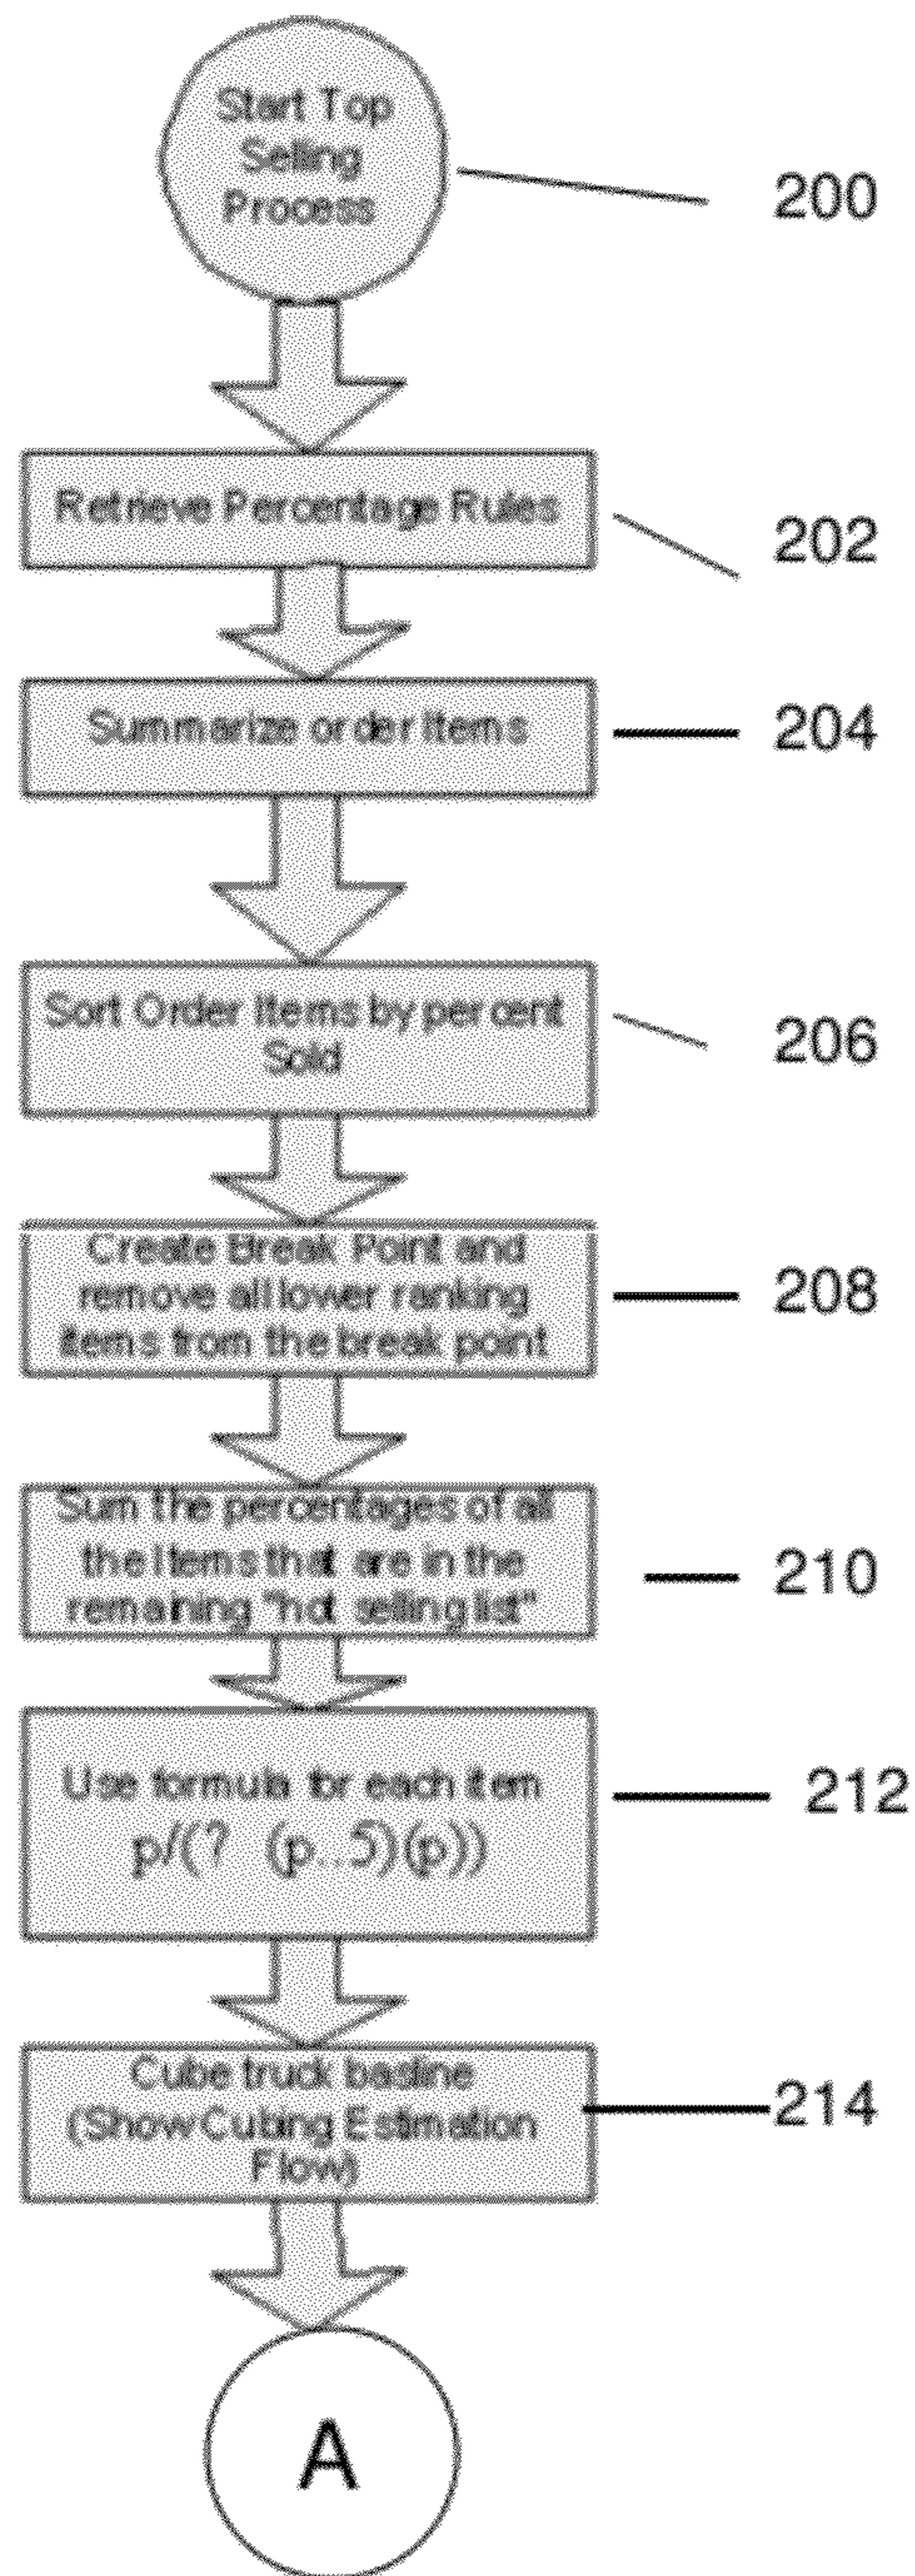 Start Top
Selling
Process
200
Retrieve Percentage Rules
202
Summarize order Items
204
Sort Order Items by percent
Sold
206
Create Break Point and
remove all lower ranking
items from the break point
208
Sum the percentages of all
the Items that are in the
remaining "hot selling list"
210
Use formula for each item
p/(? (p...5)(p))
212
Cube truck basline
(Show Cubing Estimation
Flow)
214
A